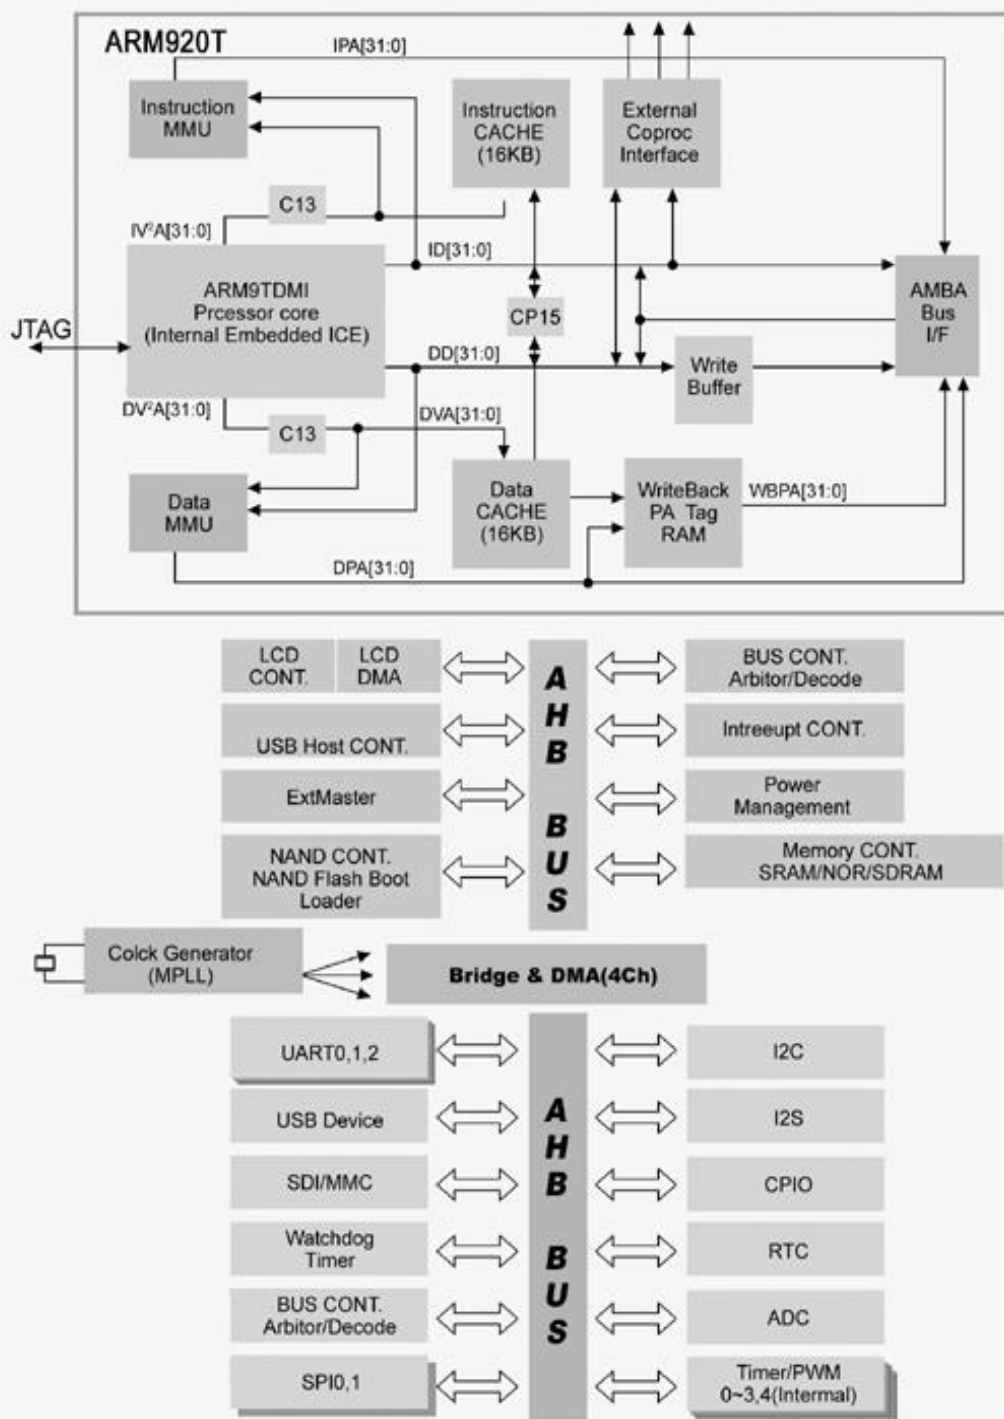 ARM920T
IPA[31:0]
Instruction
MMU
Instruction
CACHE
(16KB)
External
Coproc
Interface
C13
IV²A[31:0]
ID[31:0]
ARM9TDMI
Prcessor core
(Internal Embedded ICE)
CP15
AMBA
Bus
I/F
JTAG
DD[31:0]
Write
Buffer
DV²A[31:0]
C13
DVA[31:0]
Data
MMU
Data
CACHE
(16KB)
WriteBack
PA Tag
RAM
WBPA[31:0]
DPA[31:0]
LCD
CONT.
LCD
DMA
AHB BUS
BUS CONT.
Arbitor/Decode
USB Host CONT.
Intreeupt CONT.
ExtMaster
Power
Management
NAND CONT.
NAND Flash Boot
Loader
Memory CONT.
SRAM/NOR/SDRAM
Colck Generator
(MPLL)
Bridge & DMA(4Ch)
UART0,1,2
AHB BUS
I2C
USB Device
I2S
SDI/MMC
CPIO
Watchdog
Timer
RTC
BUS CONT.
Arbitor/Decode
ADC
SPI0,1
Timer/PWM
0~3,4(Intermal)